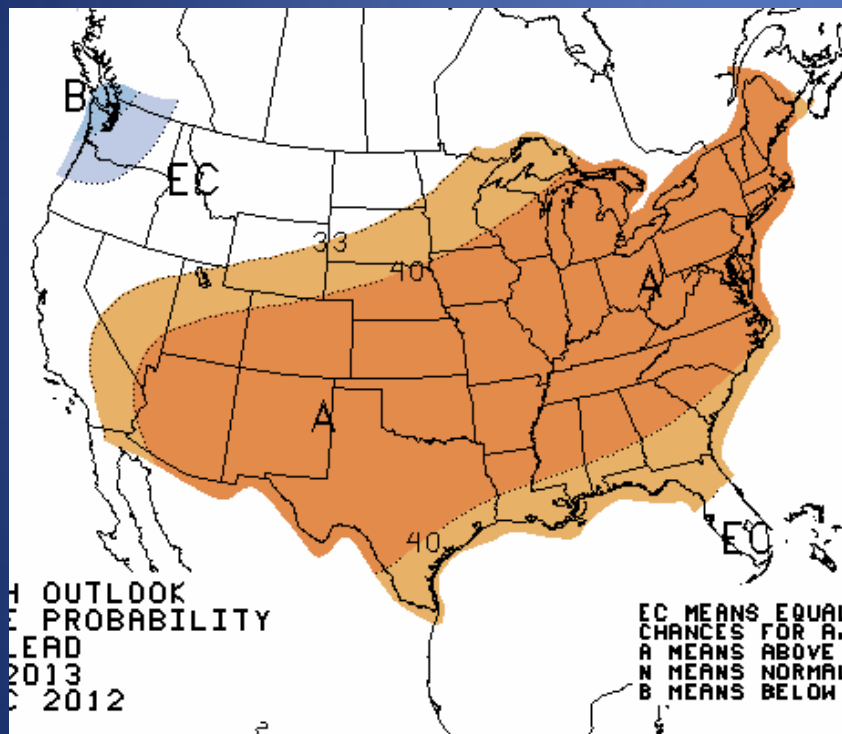 B
EC
33
40
A
A
40
EC
H OUTLOOK
E PROBABILITY
LEAD
2013
C 2012
EC MEANS EQUAL
CHANCES FOR A,
A MEANS ABOVE
N MEANS NORMAL
B MEANS BELOW